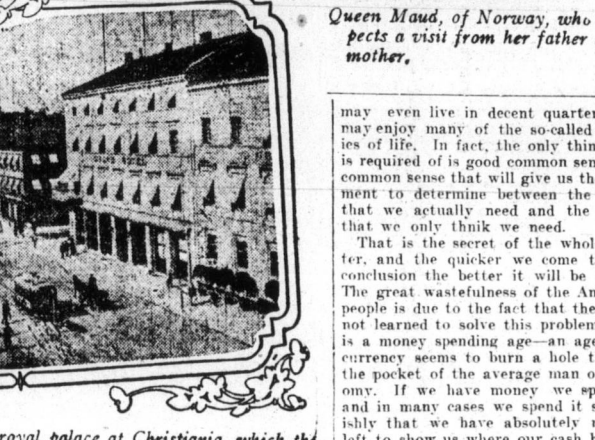 Queen Maud, of Norway, who
pects a visit from her father
mother.
GRAND HOTEL
royal palace at Christiania, which the
may even live in decent quarter
may enjoy many of the so-called
ies of life. In fact, the only thin
is required of is good common sen
common sense that will give us th
ment to determine between the
that we actually need and the
that we only thnik we need.
That is the secret of the whol
ter, and the quicker we come t
conclusion the better it will be
The great wastefulness of the An
people is due to the fact that the
not learned to solve this problem
is a money spending age—an age
currency seems to burn a hole t
the pocket of the average man o
omy. If we have money we sp
and in many cases we spend it s
ishly that we have absolutely n
left to show us where our cash